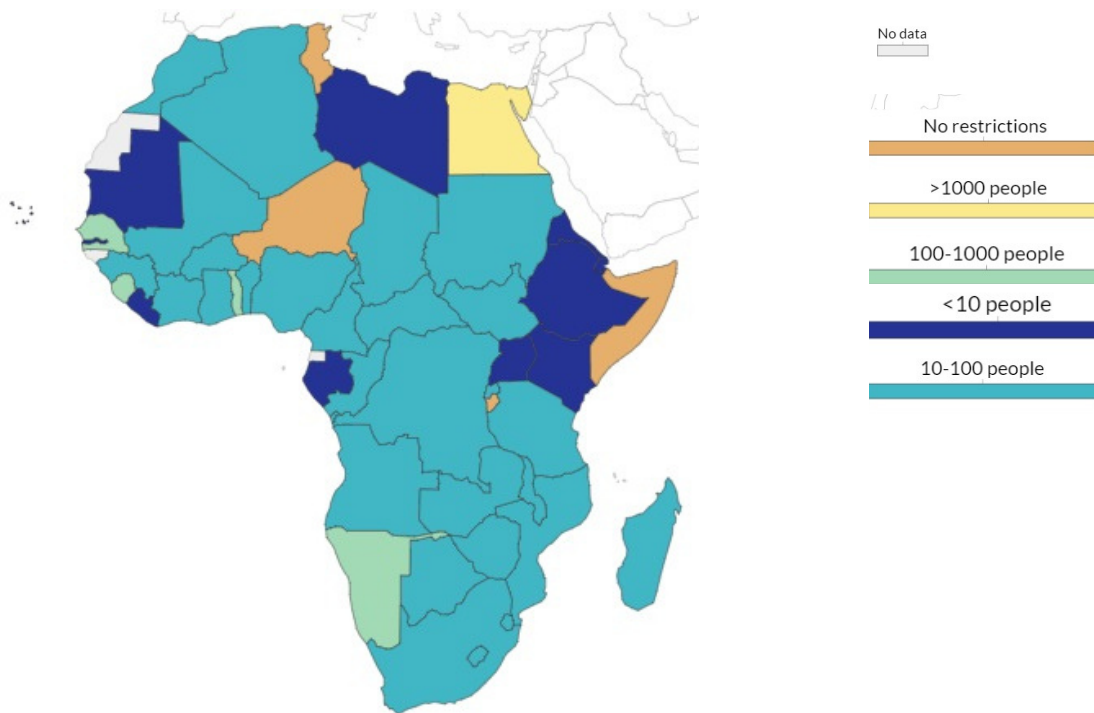 No data
No restrictions
>1000 people
100-1000 people
<10 people
10-100 people